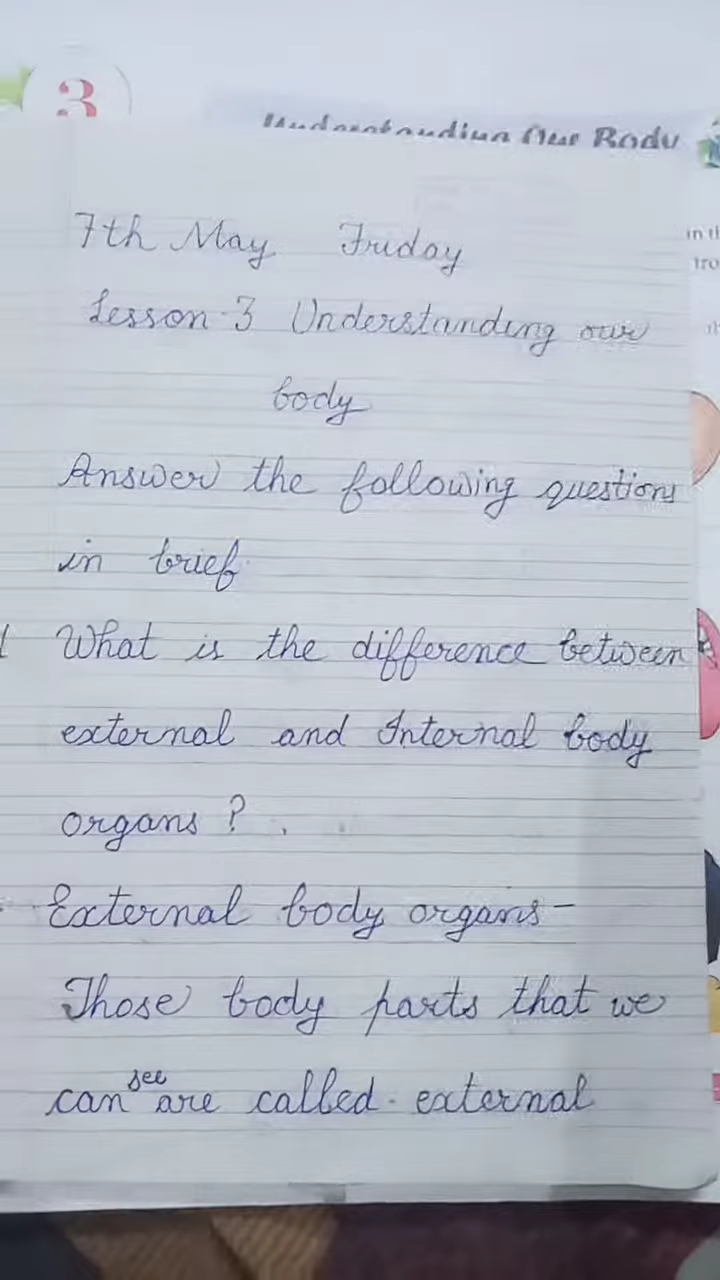 3
Understanding Our Body
7th May Friday
Lesson-3 Understanding our
body
Answer the following questions
in brief.
What is the difference between
external and Internal body
organs ?
External body organs-
Those body parts that we
can see are called external